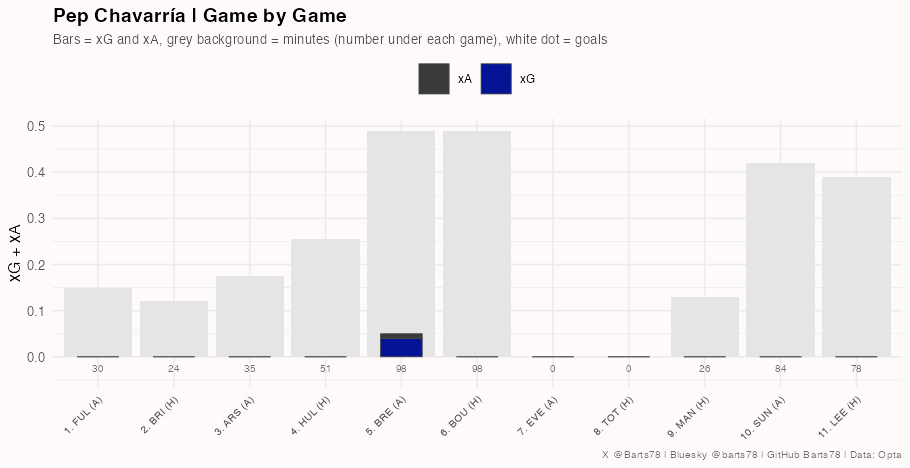 Pep Chavarría | Game by Game
Bars = xG and xA, grey background = minutes (number under each game), white dot = goals
xA xG
xG + xA
0.5
0.4
0.3
0.2
0.1
0.0
30 24 35 51 98 98 0 0 26 84 78
1. FUL (A) 2. BRI (H) 3. ARS (A) 4. HUL (H) 5. BRE (A) 6. BOU (H) 7. EVE (A) 8. TOT (H) 9. MAN (H) 10. SUN (A) 11. LEE (H)
X @Barts78 | Bluesky @barts78 | GitHub Barts78 | Data: Opta